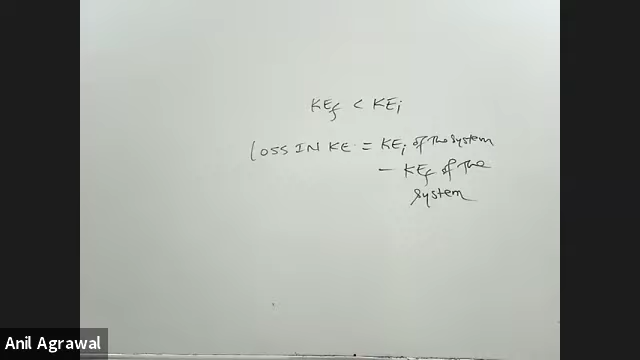 KEf < KEi
LOSS IN KE = KEi of the system
- KEf of the
system
Anil Agrawal